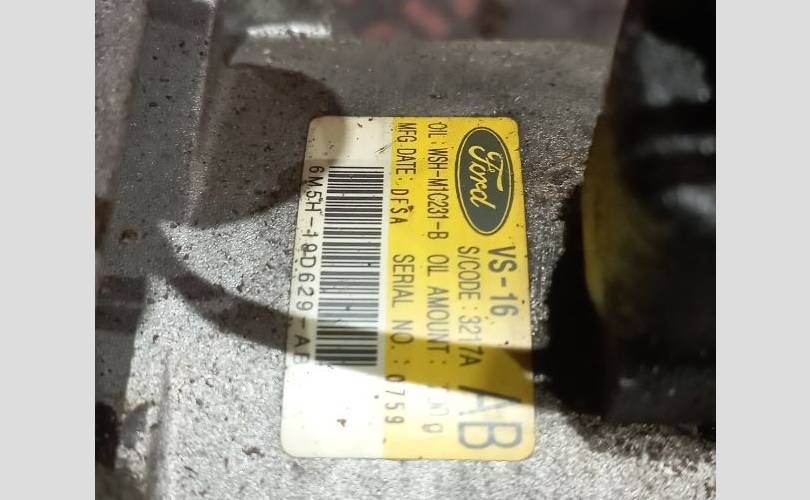 Ford
VS-16
AB
S/CODE: 3217A
OIL: WSH-M1C231-B OIL AMOUNT:
MFG DATE: DFSA SERIAL NO.: 0759
6M5H-19D629-AB